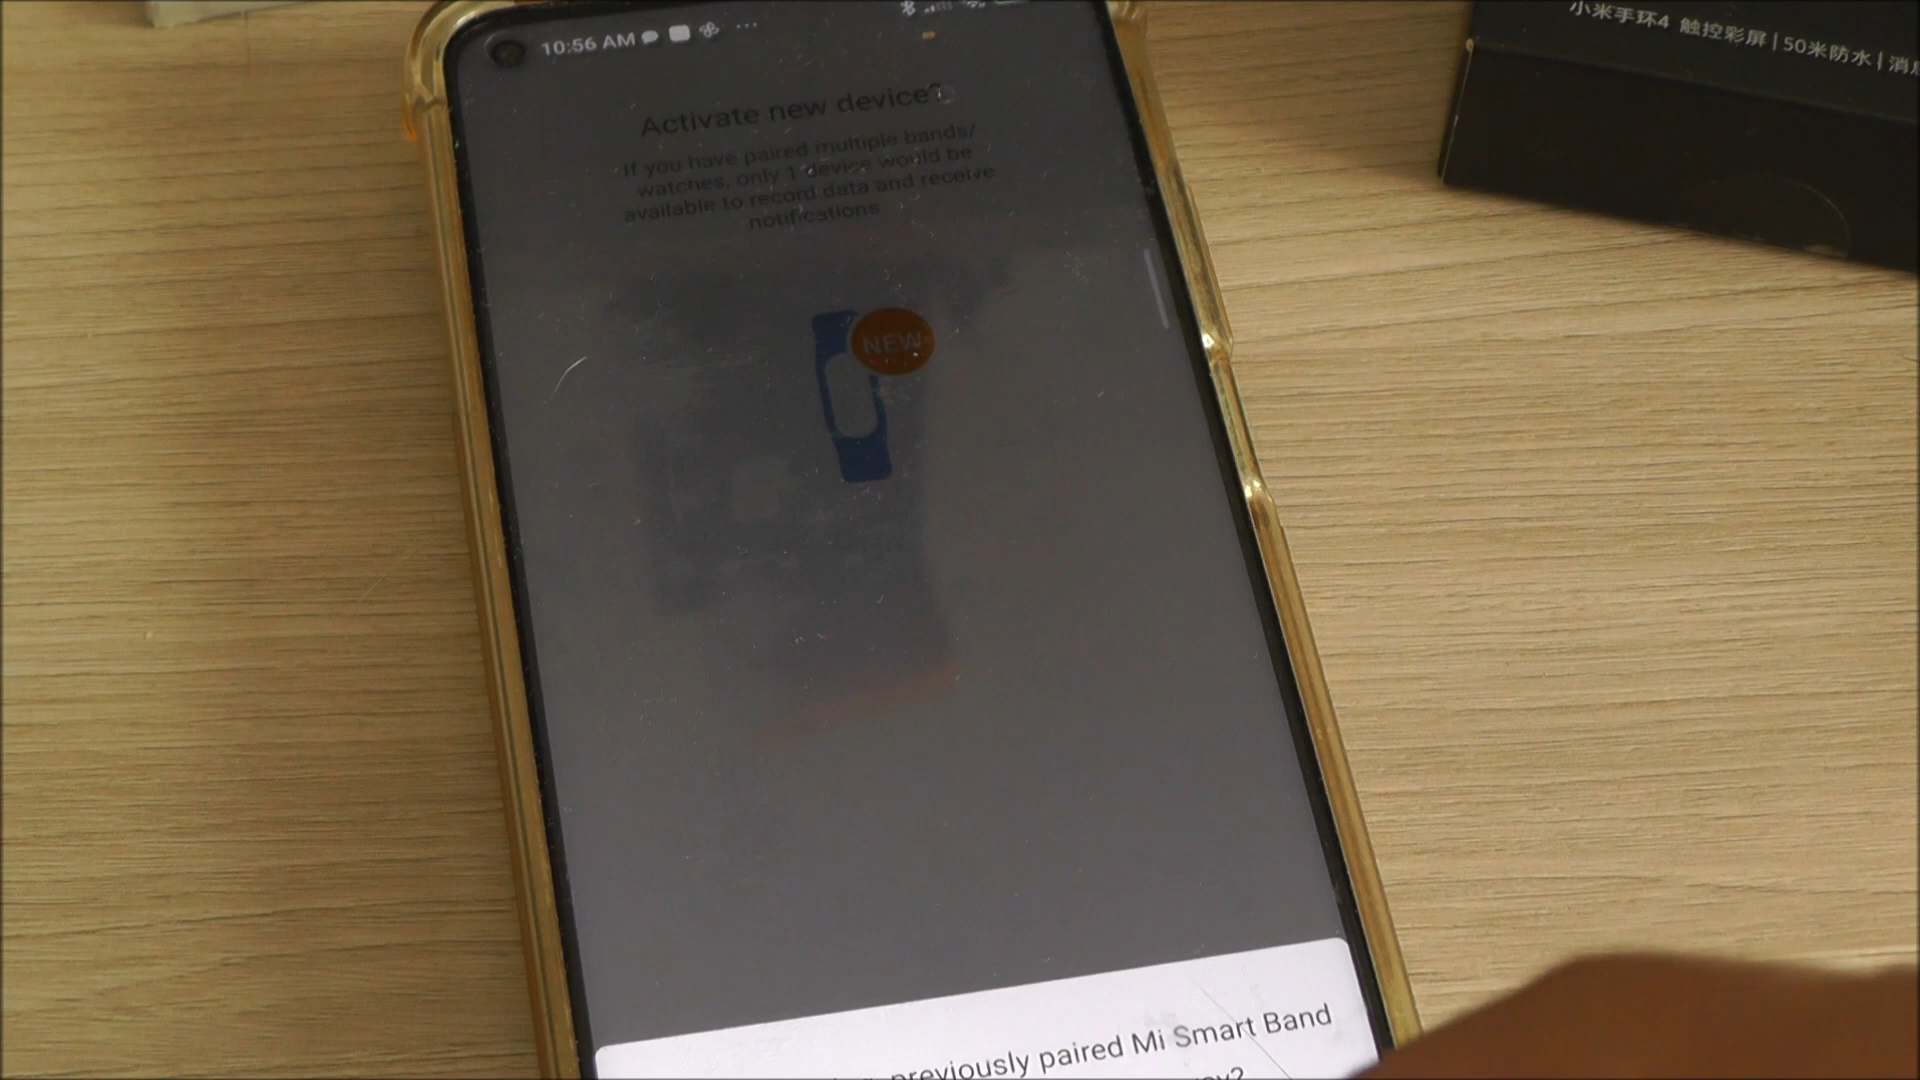 小米手环4 触控彩屏 | 50米防水 |
10:56 AM
Activate new device?
If you have paired multiple bands/
watches, only 1 device would be
available to record data and receive
notifications
NEW
previously paired Mi Smart Band